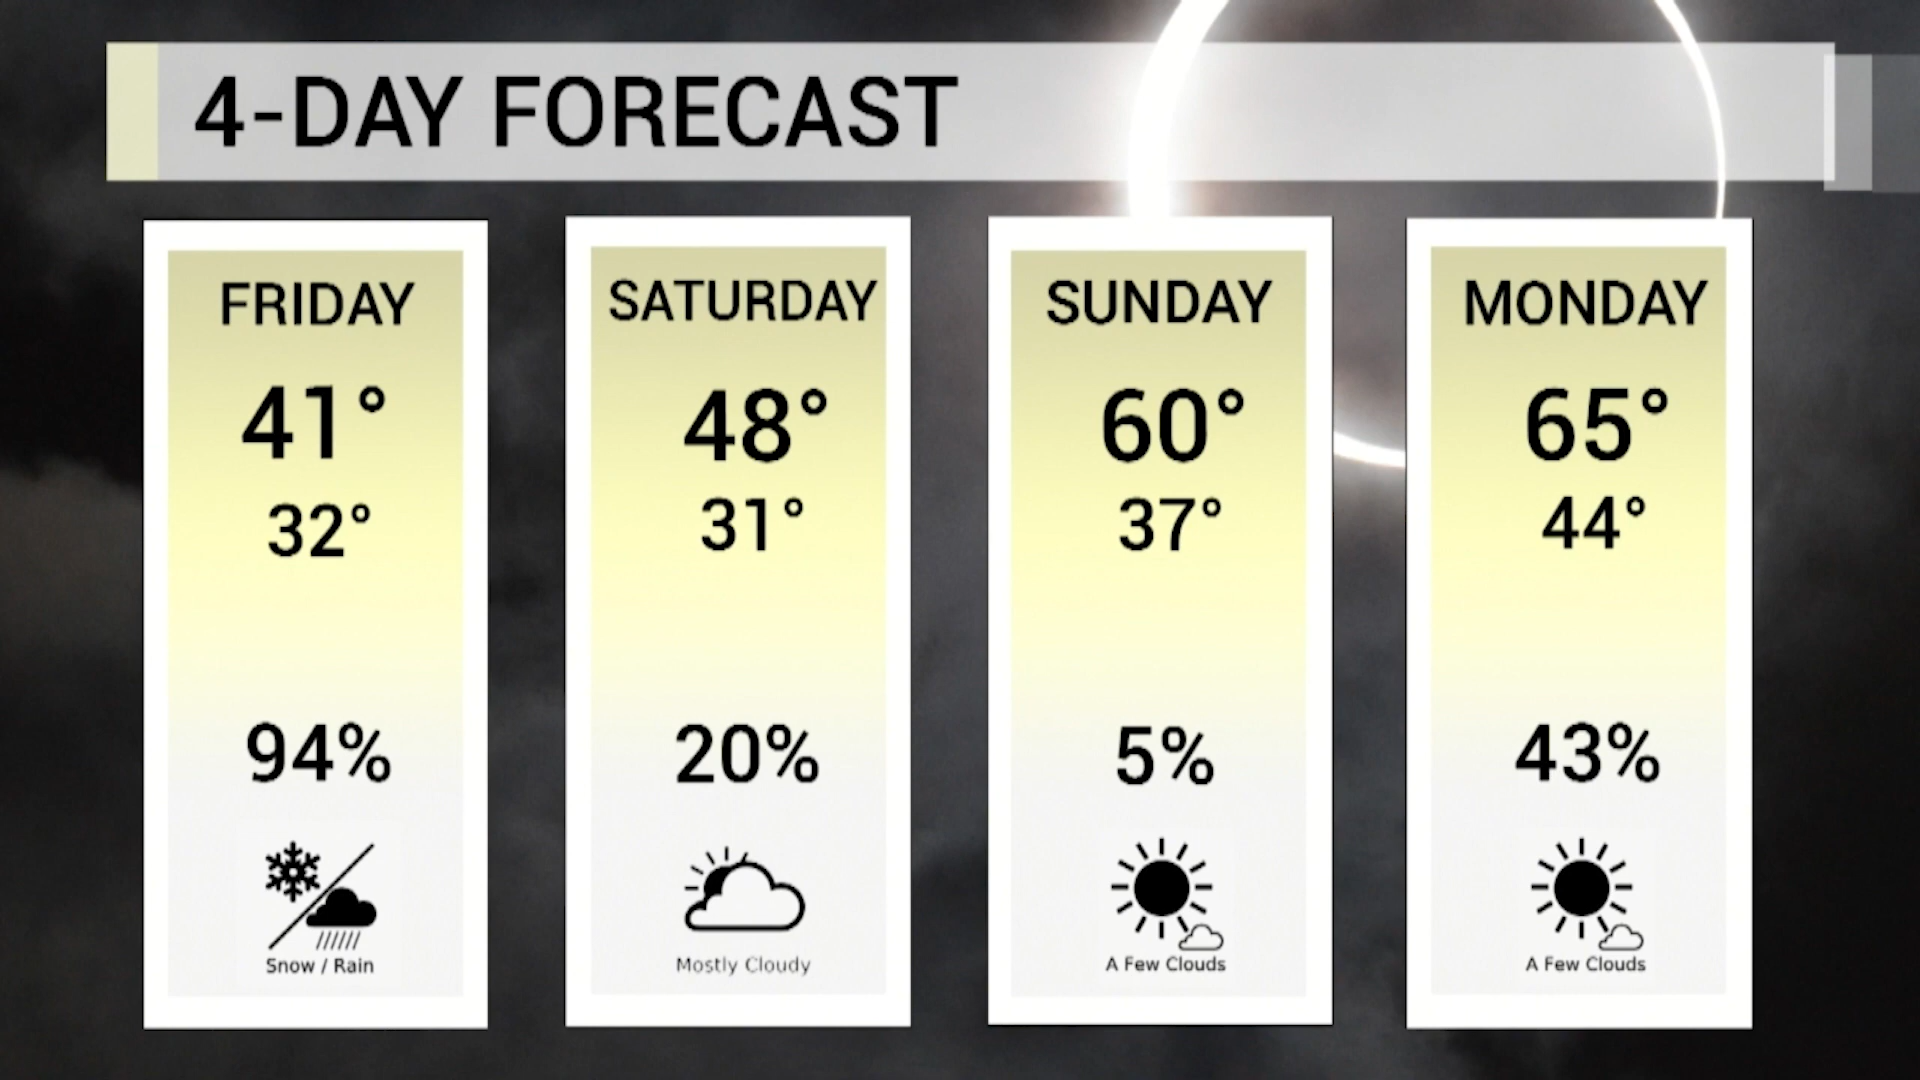 4-DAY FORECAST
FRIDAY
41°
32°
94%
Snow / Rain
SATURDAY
48°
31°
20%
Mostly Cloudy
SUNDAY
60°
37°
5%
A Few Clouds
MONDAY
65°
44°
43%
A Few Clouds